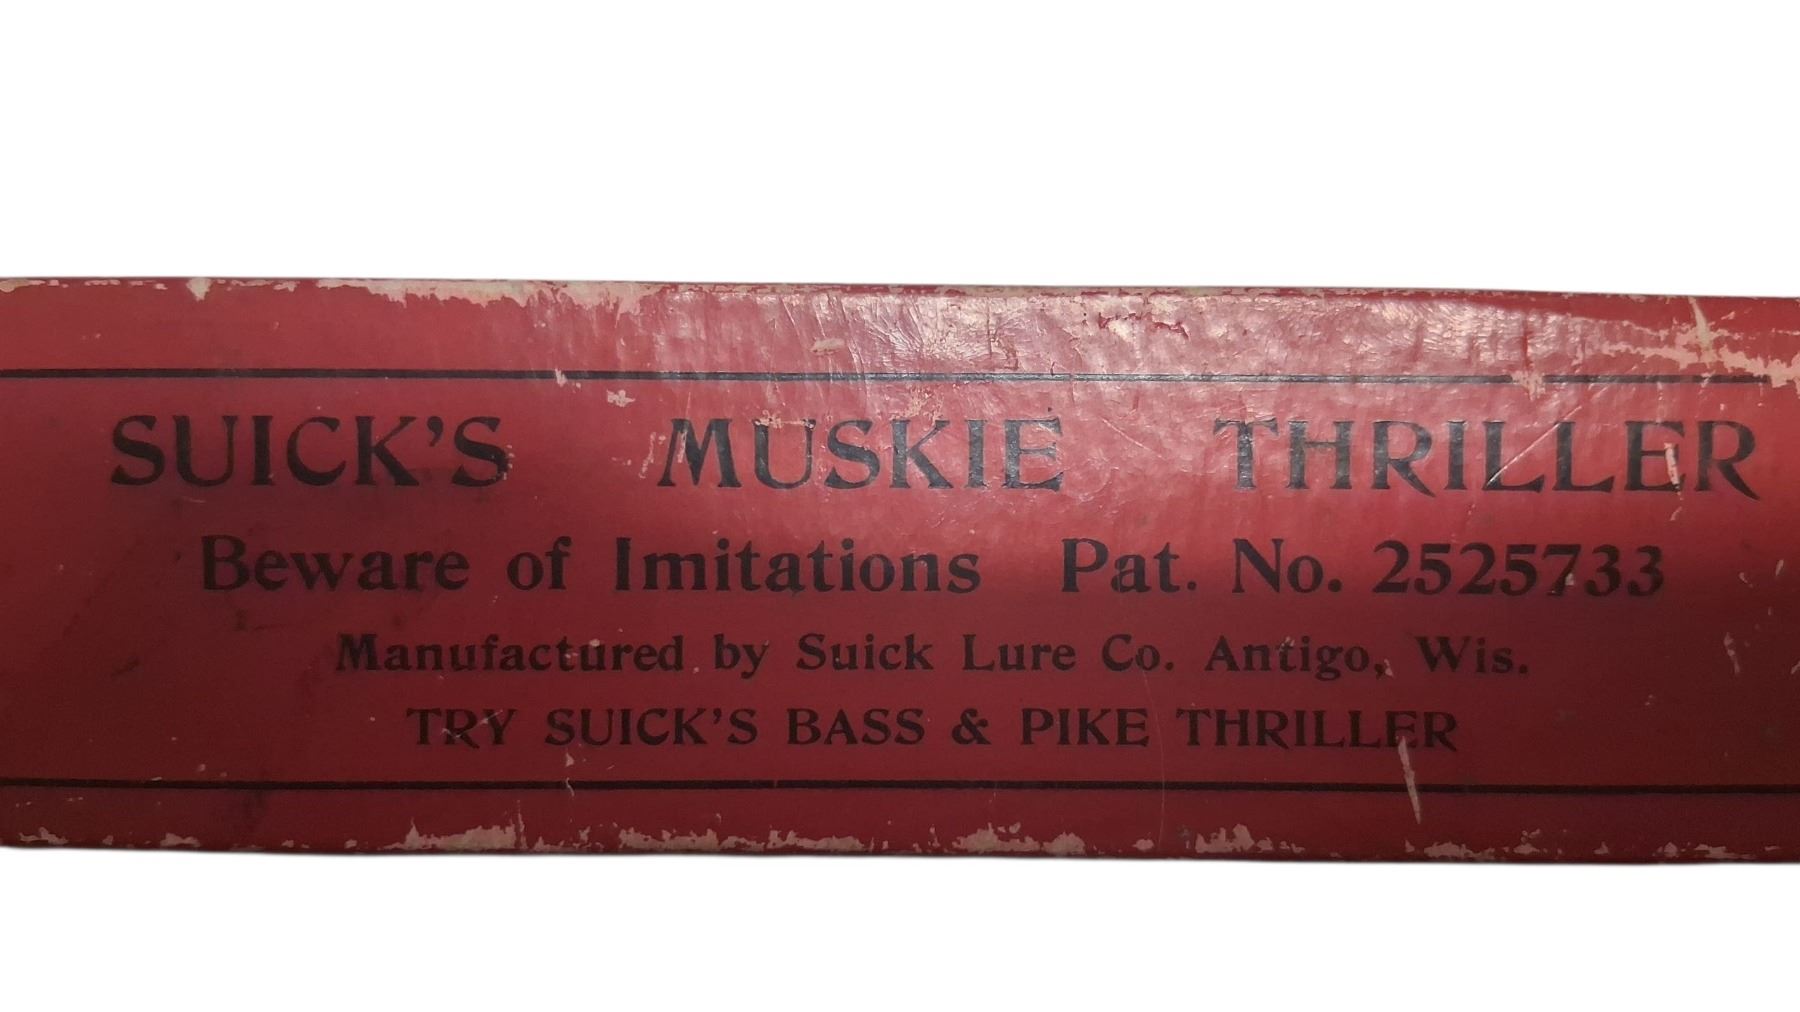 SUICK'S MUSKIE THRILLER
Beware of Imitations Pat. No. 2525733
Manufactured by Suick Lure Co. Antigo, Wis.
TRY SUICK'S BASS & PIKE THRILLER